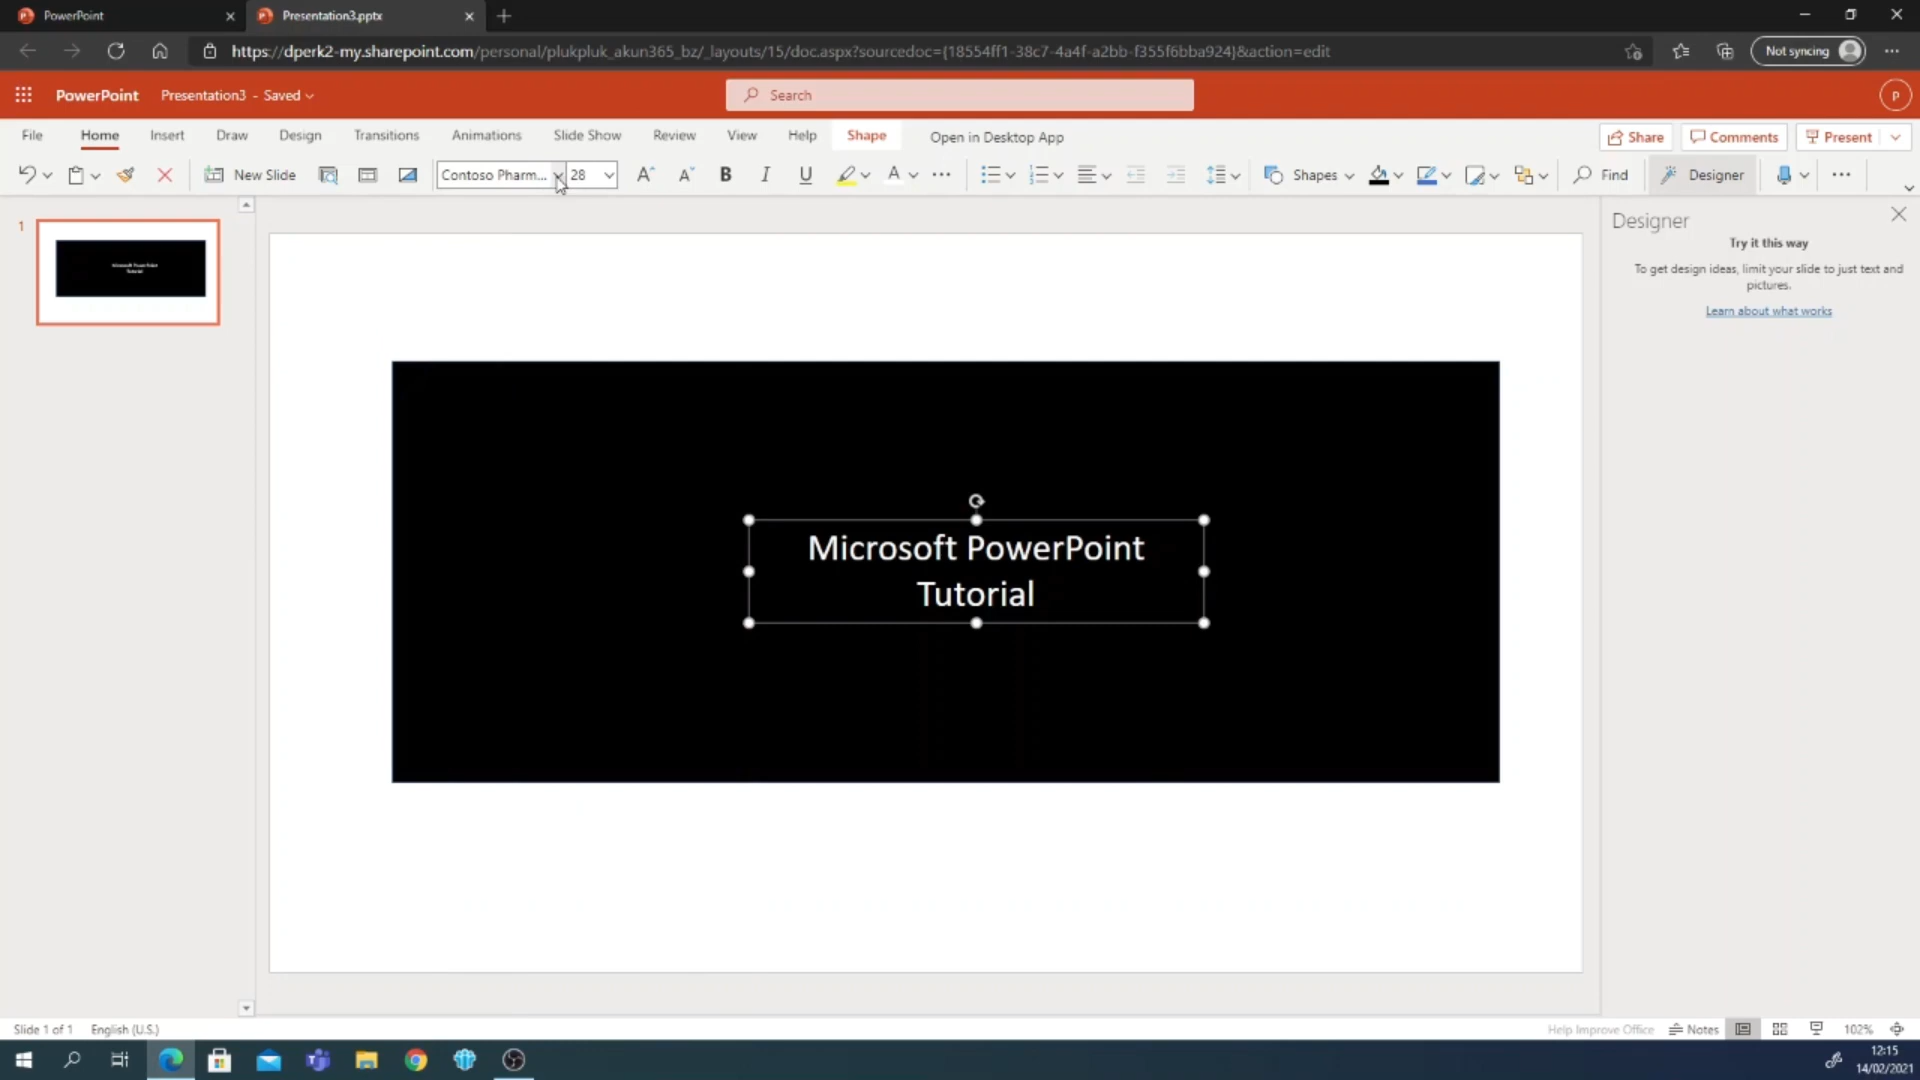 PowerPoint
Presentation3.pptx
https://dperk2-my.sharepoint.com/personal/plukpluk_akun365_bz/_layouts/15/doc.aspx?sourcedoc={18554ff1-38c7-4a4f-a2bb-f355f6bba924}&action=edit
Not syncing
PowerPoint
Presentation3 - Saved
Search
P
File
Home
Insert
Draw
Design
Transitions
Animations
Slide Show
Review
View
Help
Shape
Open in Desktop App
Share
Comments
Present
New Slide
Contoso Pharm...
28
Shapes
Find
Designer
1
Microsoft PowerPoint
Tutorial
Microsoft PowerPoint
Tutorial
Designer
Try it this way
To get design ideas, limit your slide to just text and
pictures.
Learn about what works
Slide 1 of 1
English (U.S.)
Help Improve Office
Notes
102%
12:15
14/02/2021